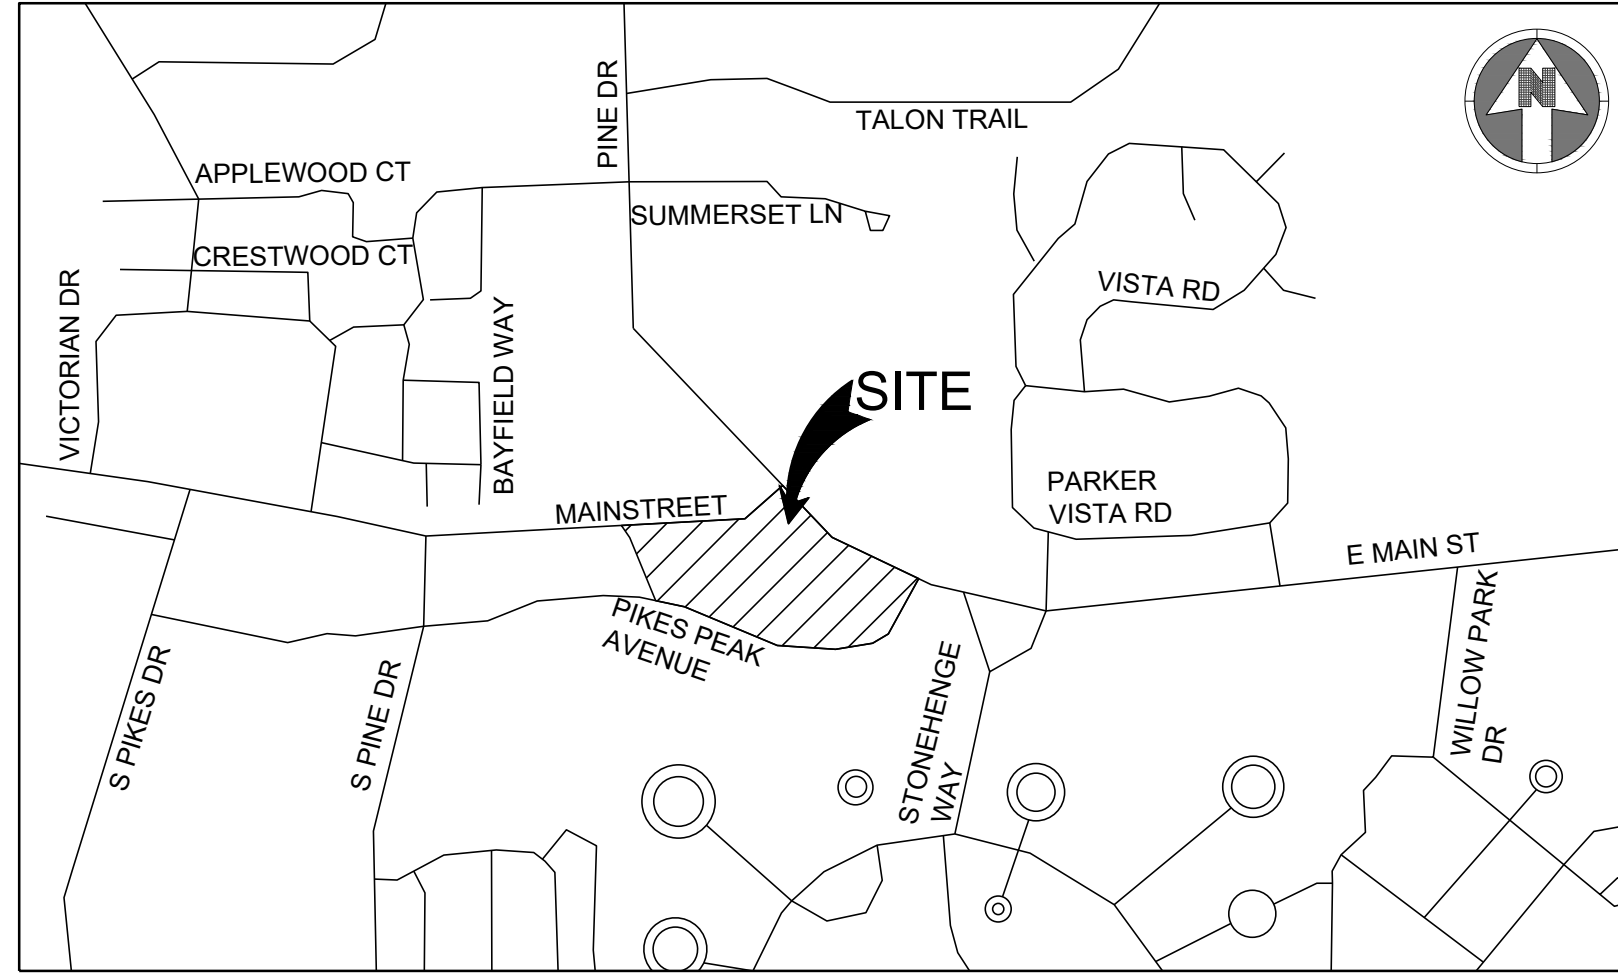 PINE DR
TALON TRAIL
N
APPLEWOOD CT
SUMMERSET LN
CRESTWOOD CT
VISTA RD
VICTORIAN DR
BAYFIELD WAY
SITE
MAINSTREET
PARKER
VISTA RD
E MAIN ST
PIKES PEAK
AVENUE
S PIKES DR
S PINE DR
STONEHENGE
WAY
WILLOW PARK
DR